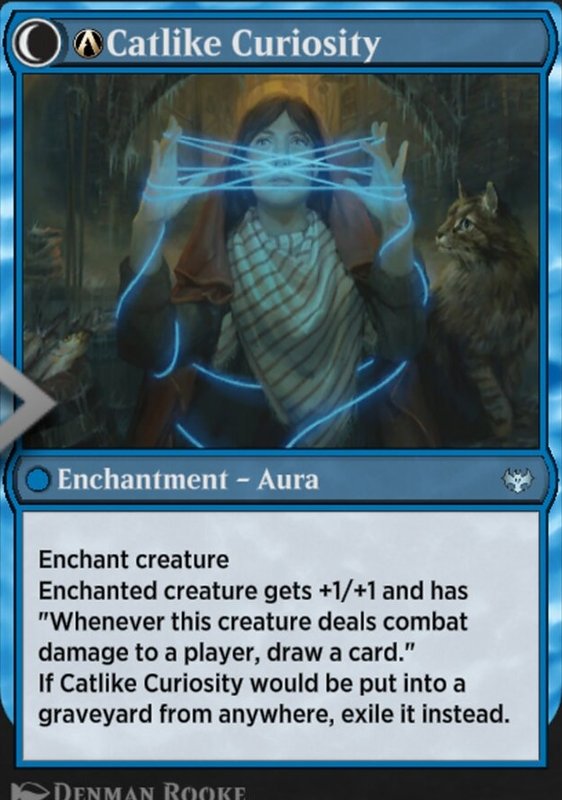 Catlike Curiosity
Enchantment – Aura
Enchant creature
Enchanted creature gets +1/+1 and has
"Whenever this creature deals combat
damage to a player, draw a card."
If Catlike Curiosity would be put into a
graveyard from anywhere, exile it instead.
Denman Rooke